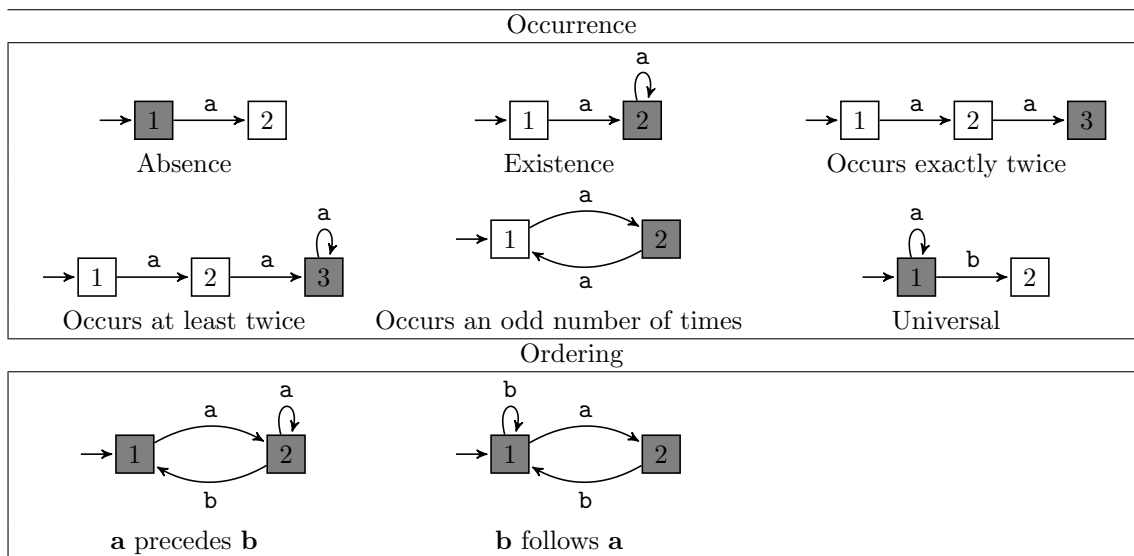 Occurrence
a
1 2
Absence
a
a
1 2
Existence
a a
1 2 3
Occurs exactly twice
a
a a
1 2 3
Occurs at least twice
a
1 2
a
Occurs an odd number of times
a
b
1 2
Universal
Ordering
a
a
1 2
b
a precedes b
b
a
1 2
b
b follows a